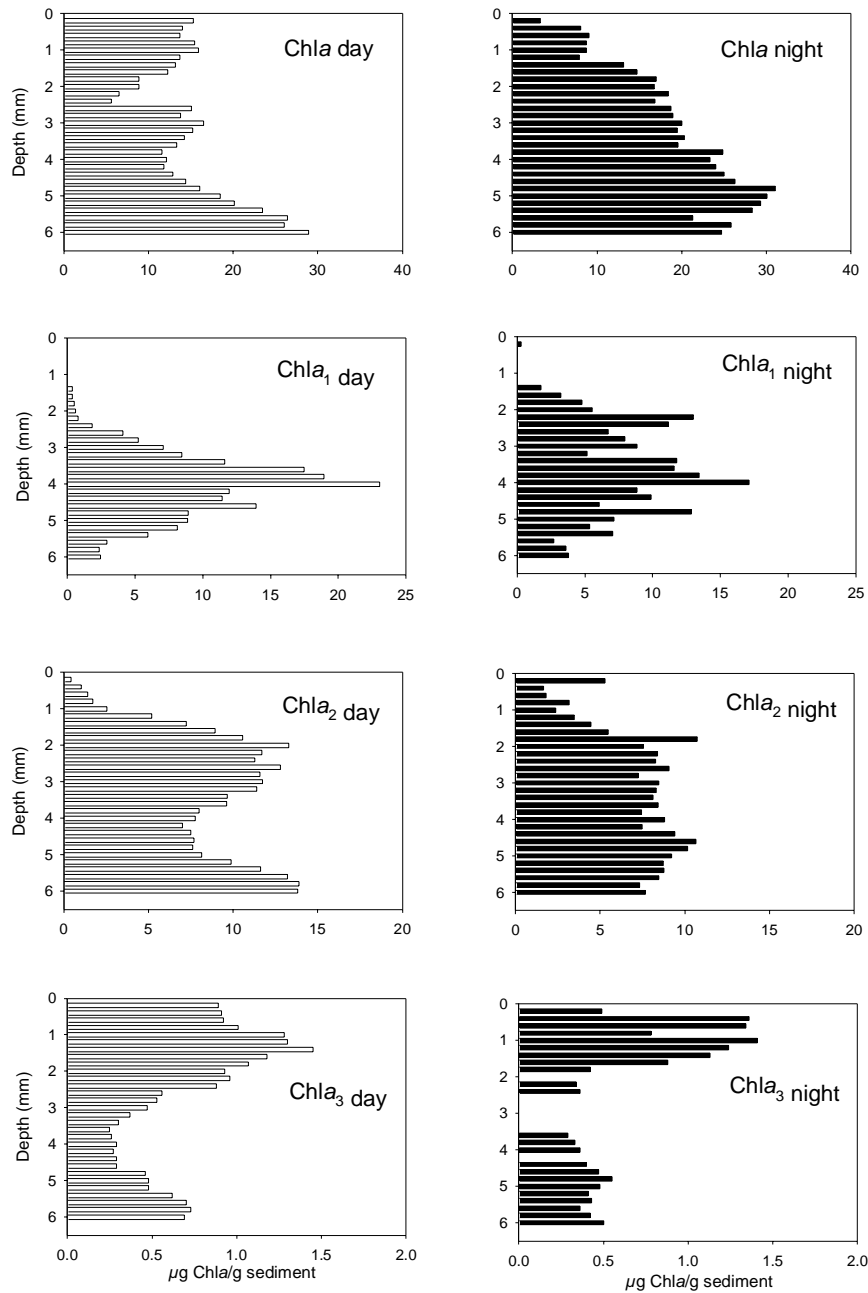 Chla day
Depth (mm)
0
1
2
3
4
5
6
0 10 20 30 40
Chla night
0
1
2
3
4
5
6
0 10 20 30 40
Chla1 day
Depth (mm)
0
1
2
3
4
5
6
0 5 10 15 20 25
Chla1 night
0
1
2
3
4
5
6
0 5 10 15 20 25
Chla2 day
Depth (mm)
0
1
2
3
4
5
6
0 5 10 15 20
Chla2 night
0
1
2
3
4
5
6
0 5 10 15 20
Chla3 day
Depth (mm)
0
1
2
3
4
5
6
0.0 0.5 1.0 1.5 2.0
µg Chla/g sediment
Chla3 night
0
1
2
3
4
5
6
0.0 0.5 1.0 1.5 2.0
µg Chla/g sediment